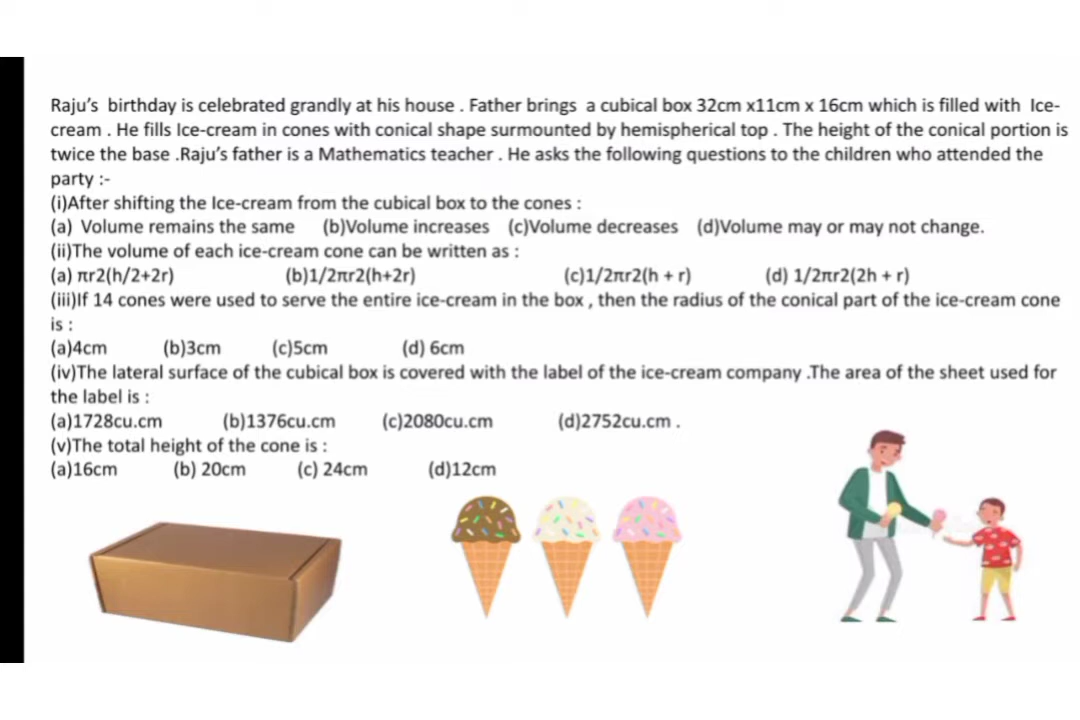 Raju's birthday is celebrated grandly at his house . Father brings a cubical box 32cm x11cm x 16cm which is filled with Ice-
cream . He fills Ice-cream in cones with conical shape surmounted by hemispherical top . The height of the conical portion is
twice the base .Raju's father is a Mathematics teacher . He asks the following questions to the children who attended the
party :-
(i)After shifting the Ice-cream from the cubical box to the cones :
(a) Volume remains the same (b)Volume increases (c)Volume decreases (d)Volume may or may not change.
(ii)The volume of each ice-cream cone can be written as :
(a) πr2(h/2+2r) (b)1/2πr2(h+2r) (c)1/2πr2(h + r) (d) 1/2πr2(2h + r)
(iii)If 14 cones were used to serve the entire ice-cream in the box , then the radius of the conical part of the ice-cream cone
is :
(a)4cm (b)3cm (c)5cm (d) 6cm
(iv)The lateral surface of the cubical box is covered with the label of the ice-cream company .The area of the sheet used for
the label is :
(a)1728cu.cm (b)1376cu.cm (c)2080cu.cm (d)2752cu.cm .
(v)The total height of the cone is :
(a)16cm (b) 20cm (c) 24cm (d)12cm